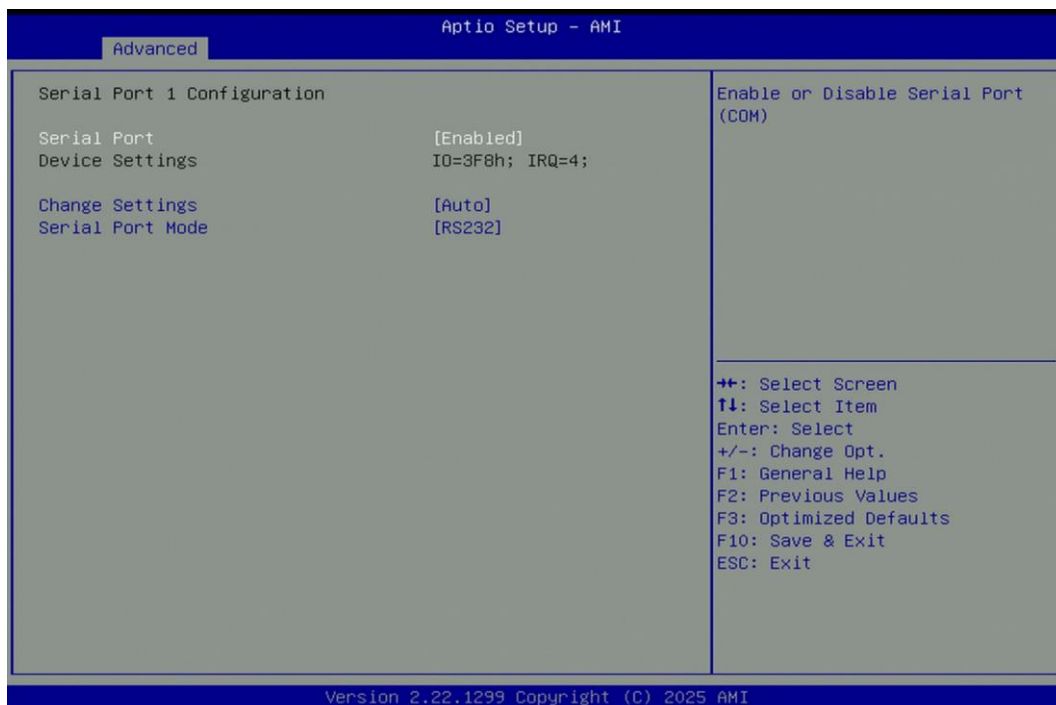 Aptio Setup – AMI
Advanced
Serial Port 1 Configuration
Serial Port [Enabled]
Device Settings IO=3F8h; IRQ=4;
Change Settings [Auto]
Serial Port Mode [RS232]
Enable or Disable Serial Port
(COM)
→←: Select Screen
↑↓: Select Item
Enter: Select
+/-: Change Opt.
F1: General Help
F2: Previous Values
F3: Optimized Defaults
F10: Save & Exit
ESC: Exit
Version 2.22.1299 Copyright (C) 2025 AMI